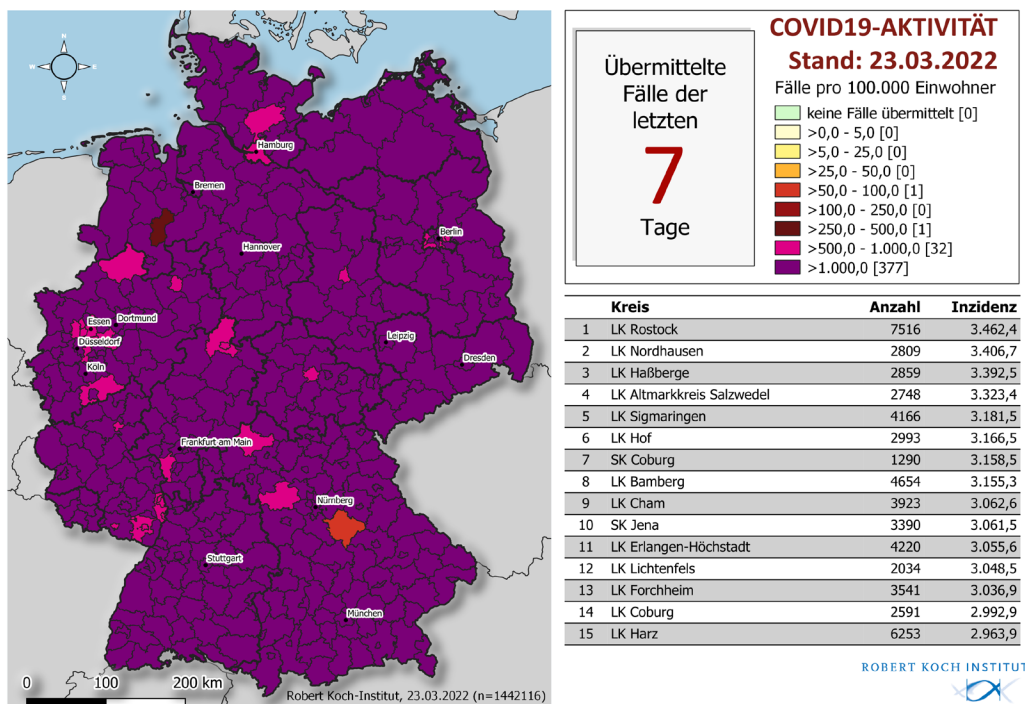 N
W
E
S
Hamburg
Bremen
Berlin
Hannover
Essen
Dortmund
Düsseldorf
Leipzig
Köln
Dresden
Frankfurt am Main
Nürnberg
Stuttgart
München
0 100 200 km
Robert Koch-Institut, 23.03.2022 (n=1442116)
Übermittelte
Fälle der
letzten
7
Tage
COVID19-AKTIVITÄT
Stand: 23.03.2022
Fälle pro 100.000 Einwohner
keine Fälle übermittelt [0]
>0,0 - 5,0 [0]
>5,0 - 25,0 [0]
>25,0 - 50,0 [0]
>50,0 - 100,0 [1]
>100,0 - 250,0 [0]
>250,0 - 500,0 [1]
>500,0 - 1.000,0 [32]
>1.000,0 [377]
Kreis Anzahl Inzidenz
1 LK Rostock 7516 3.462,4
2 LK Nordhausen 2809 3.406,7
3 LK Haßberge 2859 3.392,5
4 LK Altmarkkreis Salzwedel 2748 3.323,4
5 LK Sigmaringen 4166 3.181,5
6 LK Hof 2993 3.166,5
7 SK Coburg 1290 3.158,5
8 LK Bamberg 4654 3.155,3
9 LK Cham 3923 3.062,6
10 SK Jena 3390 3.061,5
11 LK Erlangen-Höchstadt 4220 3.055,6
12 LK Lichtenfels 2034 3.048,5
13 LK Forchheim 3541 3.036,9
14 LK Coburg 2591 2.992,9
15 LK Harz 6253 2.963,9
ROBERT KOCH INSTITUT